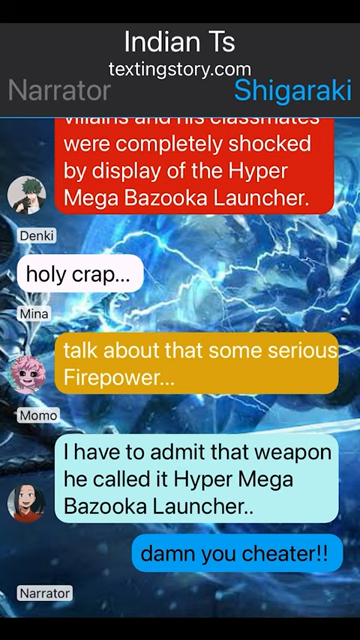 Indian Ts
textingstory.com
Narrator Shigaraki
villains and his classmates
were completely shocked
by display of the Hyper
Mega Bazooka Launcher.
Denki
holy crap...
Mina
talk about that some serious
Firepower...
Momo
I have to admit that weapon
he called it Hyper Mega
Bazooka Launcher..
damn you cheater!!
Narrator